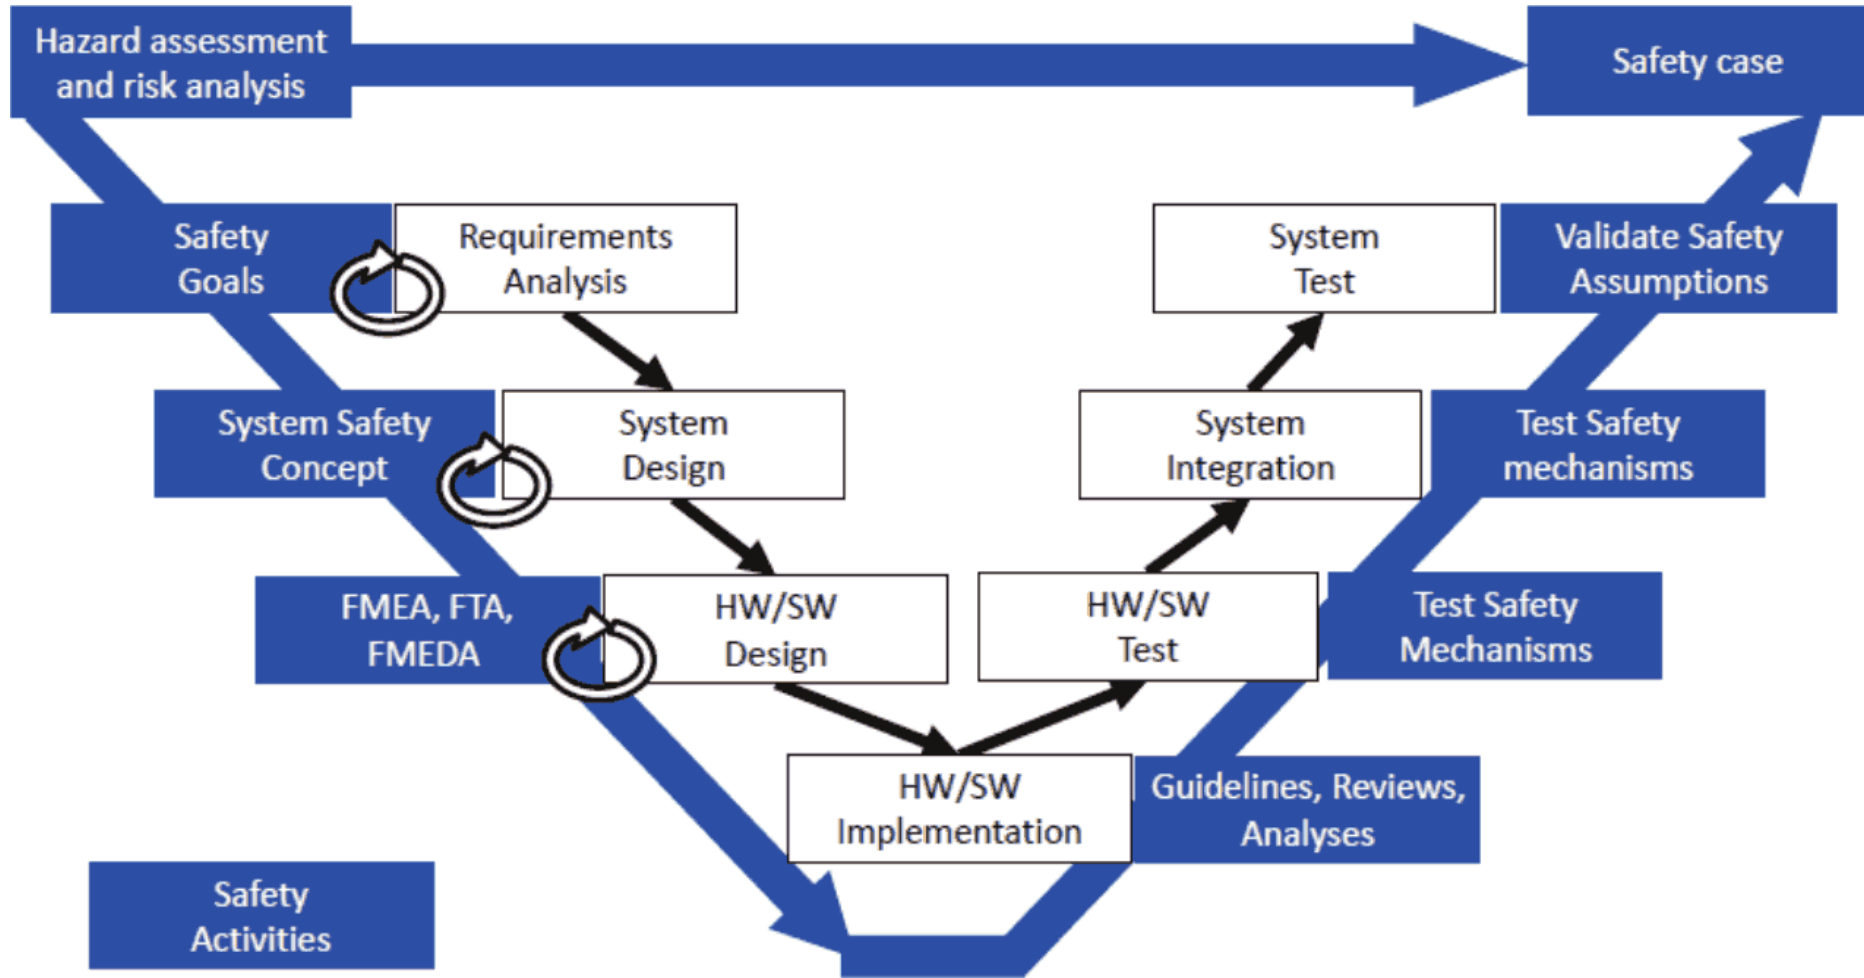 Hazard assessment
and risk analysis
Safety case
Safety
Goals
Requirements
Analysis
System
Test
Validate Safety
Assumptions
System Safety
Concept
System
Design
System
Integration
Test Safety
mechanisms
FMEA, FTA,
FMEDA
HW/SW
Design
HW/SW
Test
Test Safety
Mechanisms
HW/SW
Implementation
Guidelines, Reviews,
Analyses
Safety
Activities